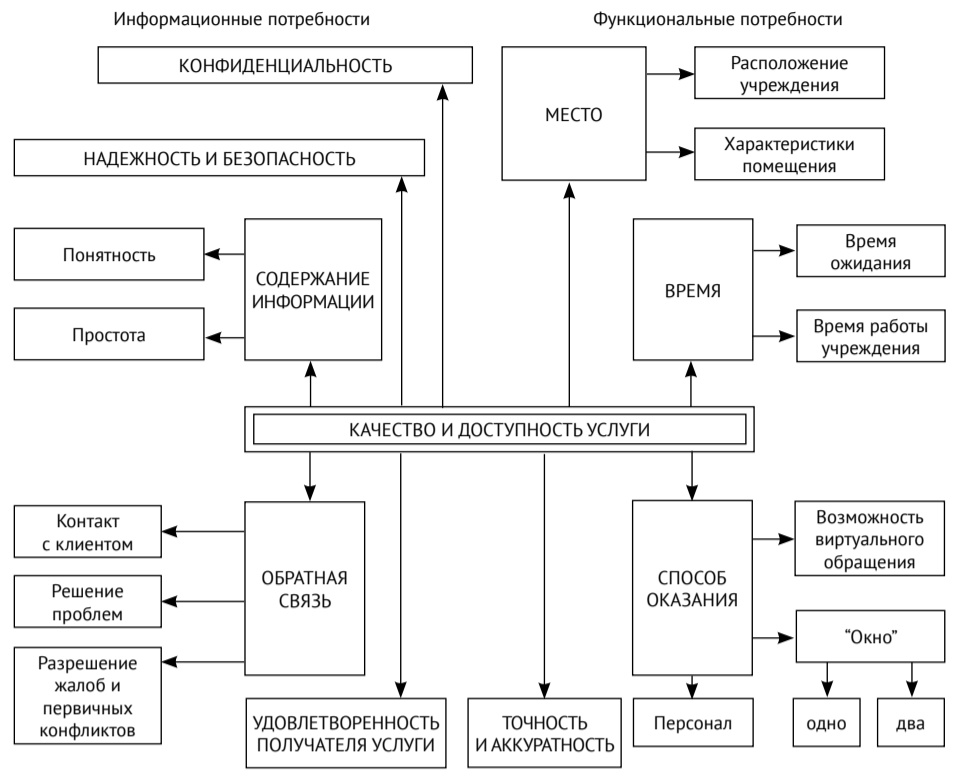 Информационные потребности
Функциональные потребности
КОНФИДЕНЦИАЛЬНОСТЬ
НАДЕЖНОСТЬ И БЕЗОПАСНОСТЬ
МЕСТО
Расположение
учреждения
Характеристики
помещения
Понятность
Простота
СОДЕРЖАНИЕ
ИНФОРМАЦИИ
ВРЕМЯ
Время
ожидания
Время работы
учреждения
КАЧЕСТВО И ДОСТУПНОСТЬ УСЛУГИ
Контакт
с клиентом
Решение
проблем
Разрешение
жалоб и
первичных
конфликтов
ОБРАТНАЯ
СВЯЗЬ
СПОСОБ
ОКАЗАНИЯ
Возможность
виртуального
обращения
“Окно”
УДОВЛЕТВОРЕННОСТЬ
ПОЛУЧАТЕЛЯ УСЛУГИ
ТОЧНОСТЬ
И АККУРАТНОСТЬ
Персонал
одно
два